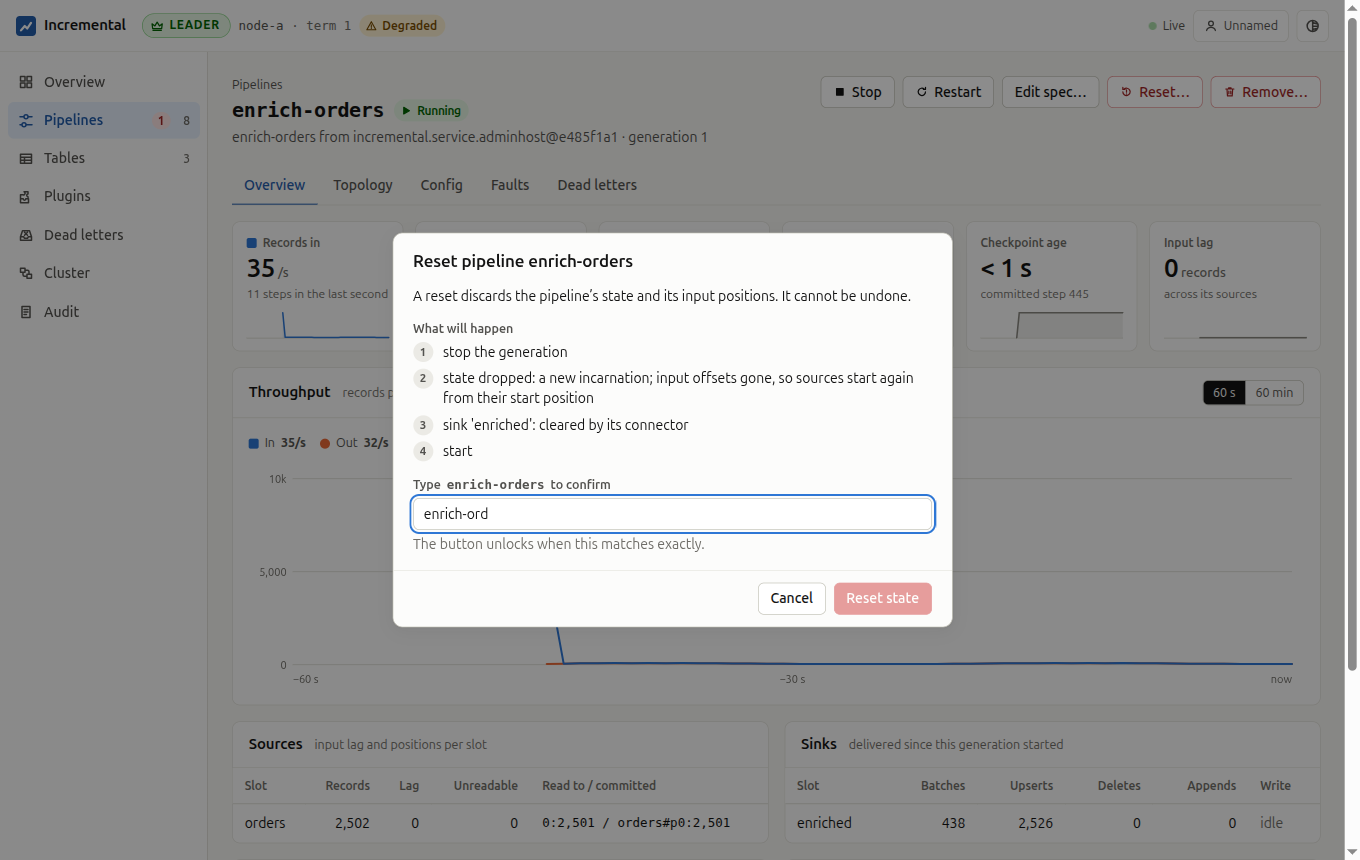 Incremental
LEADER
node-a · term 1
Degraded
Live
Unnamed
Overview
Pipelines 1 8
Tables 3
Plugins
Dead letters
Cluster
Audit
Pipelines
enrich-orders
Running
enrich-orders from incremental.service.adminhost@e485f1a1 · generation 1
Stop
Restart
Edit spec…
Reset…
Remove…
Overview
Topology
Config
Faults
Dead letters
Records in
35 /s
11 steps in the last second
Checkpoint age
< 1 s
committed step 445
Input lag
0 records
across its sources
Throughput
records
60 s
60 min
In 35/s
Out 32/s
10k
5,000
0
−60 s
−30 s
now
Reset pipeline enrich-orders
A reset discards the pipeline’s state and its input positions. It cannot be undone.
What will happen
1 stop the generation
2 state dropped: a new incarnation; input offsets gone, so sources start again
from their start position
3 sink 'enriched': cleared by its connector
4 start
Type enrich-orders to confirm
enrich-ord
The button unlocks when this matches exactly.
Cancel
Reset state
Sources input lag and positions per slot
Slot Records Lag Unreadable Read to / committed
orders 2,502 0 0 0:2,501 / orders#p0:2,501
Sinks delivered since this generation started
Slot Batches Upserts Deletes Appends Write
enriched 438 2,526 0 0 idle